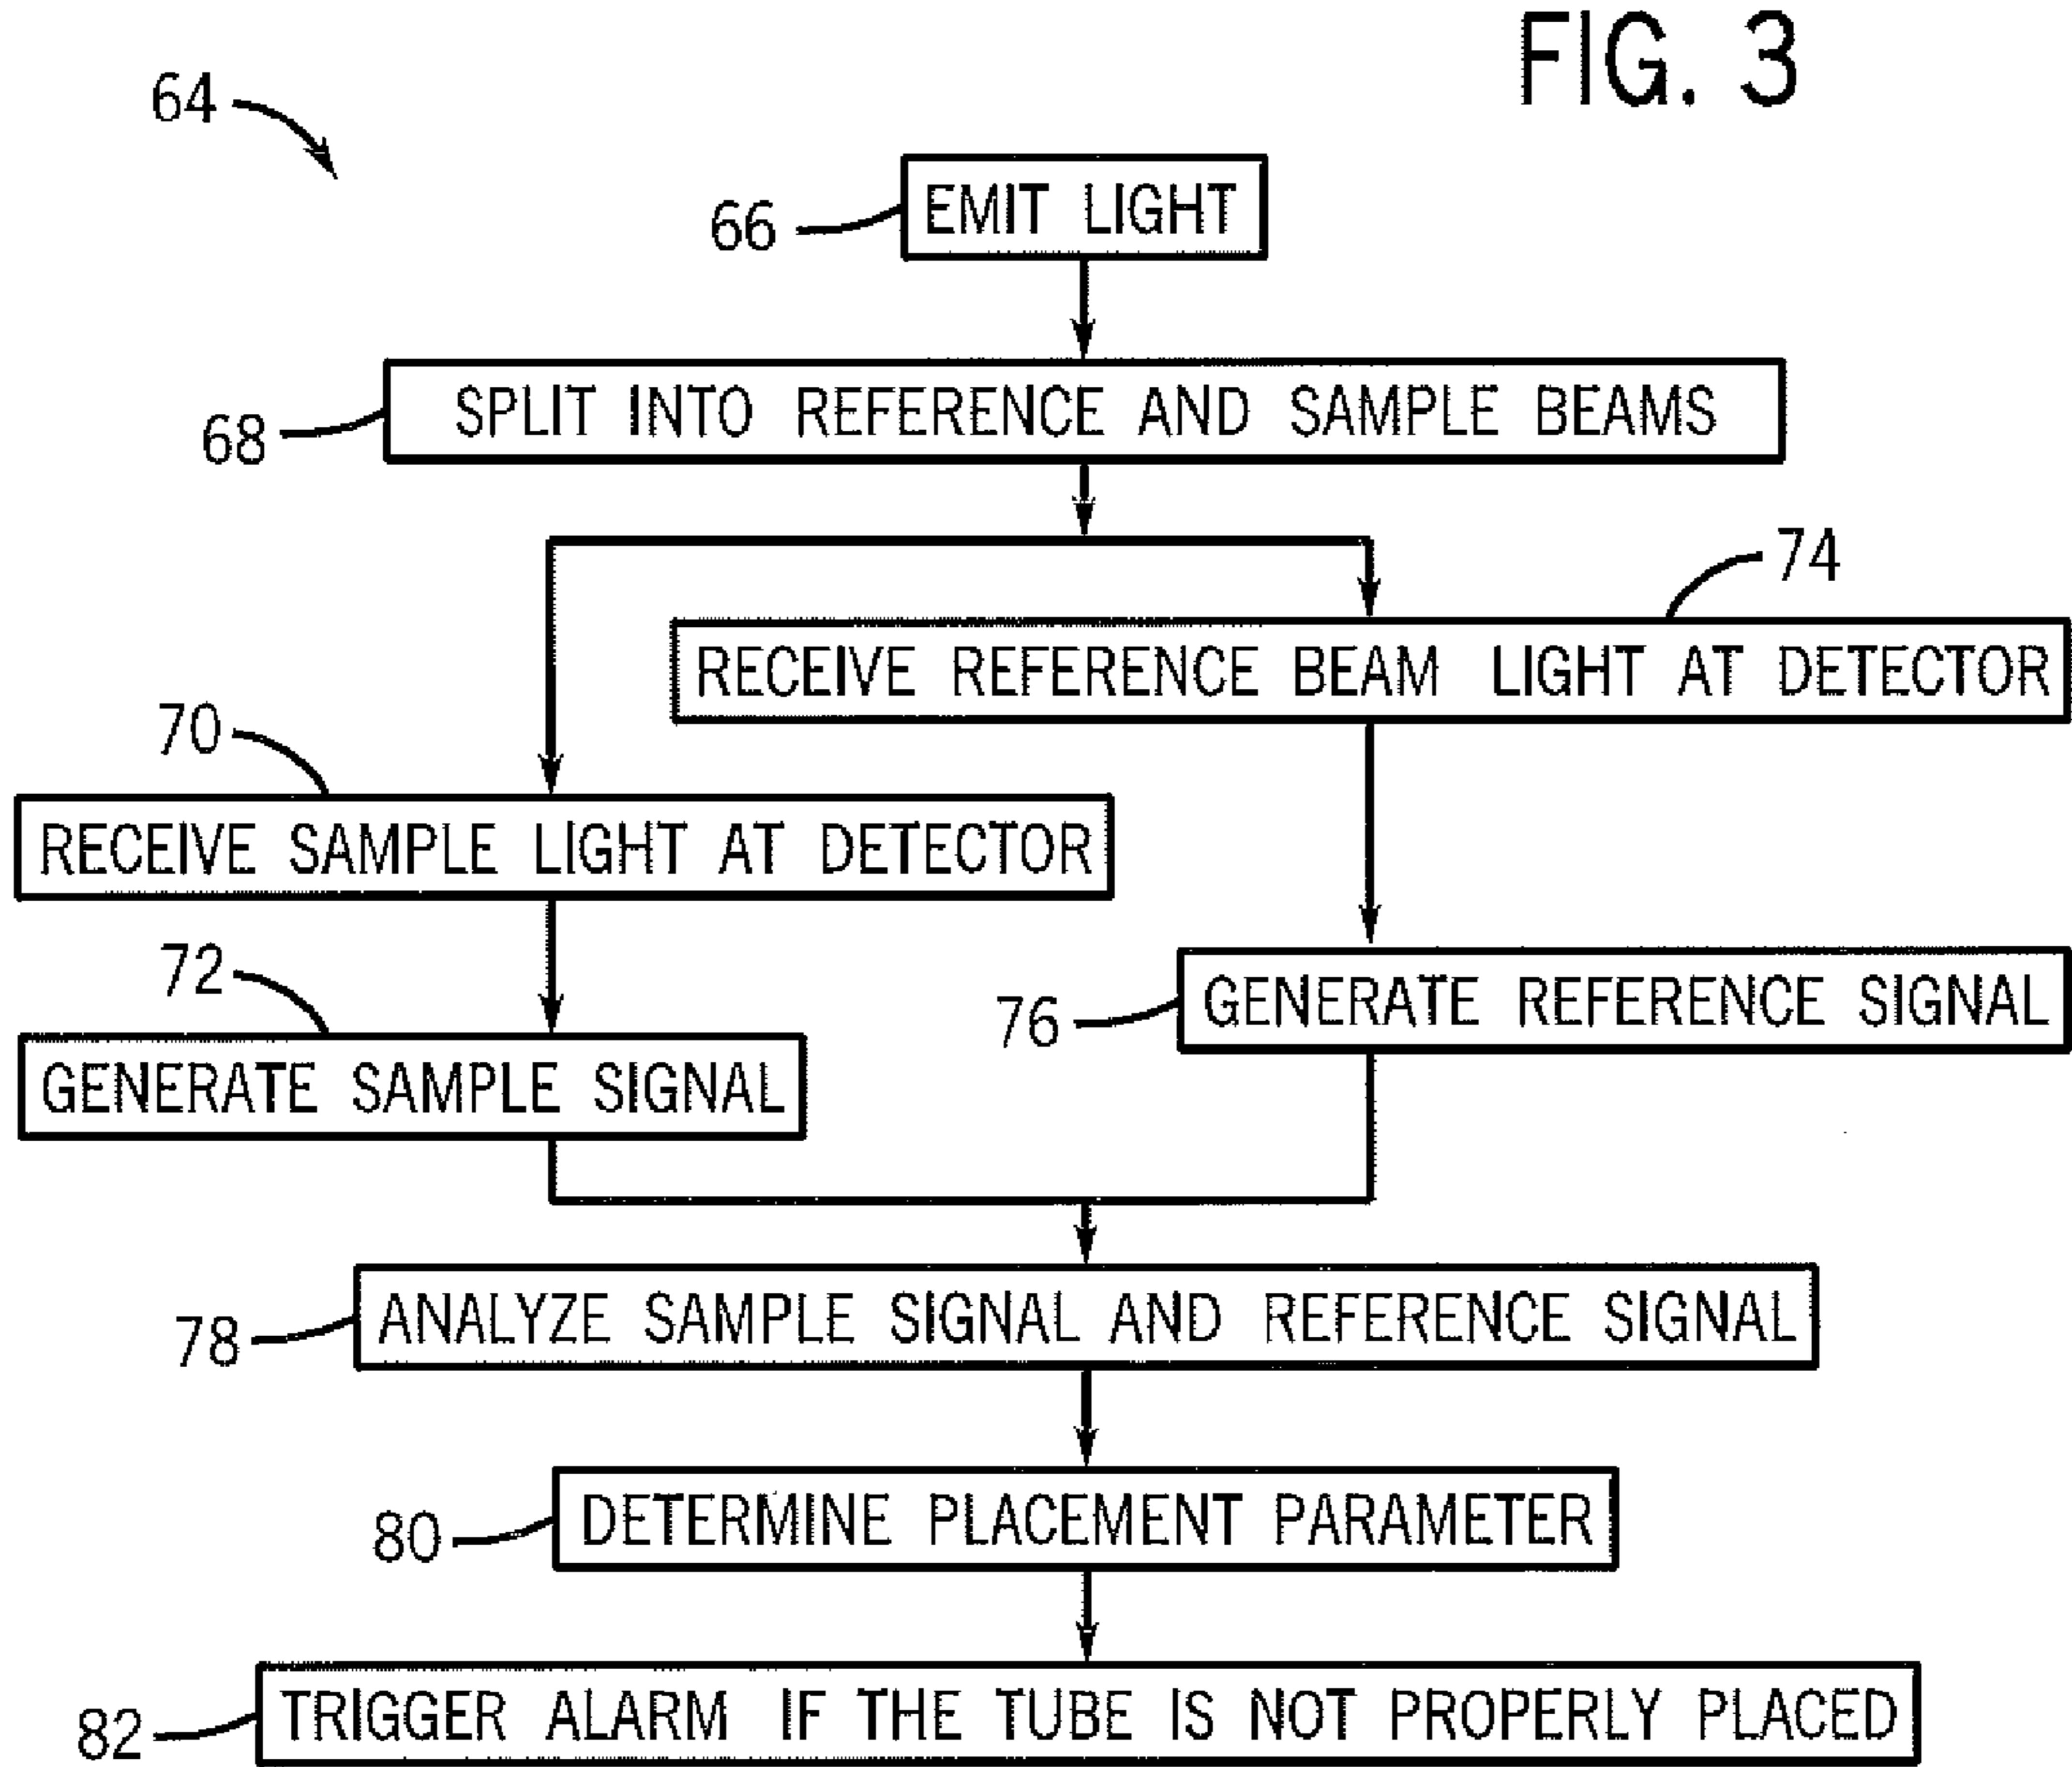 FIG. 3
64
66
EMIT LIGHT
68
SPLIT INTO REFERENCE AND SAMPLE BEAMS
74
RECEIVE REFERENCE BEAM LIGHT AT DETECTOR
70
RECEIVE SAMPLE LIGHT AT DETECTOR
72
76
GENERATE REFERENCE SIGNAL
GENERATE SAMPLE SIGNAL
78
ANALYZE SAMPLE SIGNAL AND REFERENCE SIGNAL
80
DETERMINE PLACEMENT PARAMETER
82
TRIGGER ALARM IF THE TUBE IS NOT PROPERLY PLACED